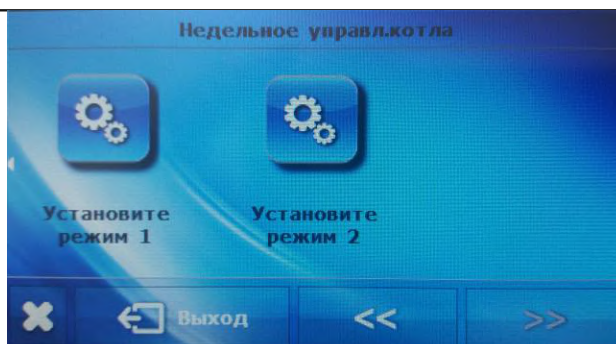 Недельное управл.котла
Установите
режим 1
Установите
режим 2
Выход
<<
>>